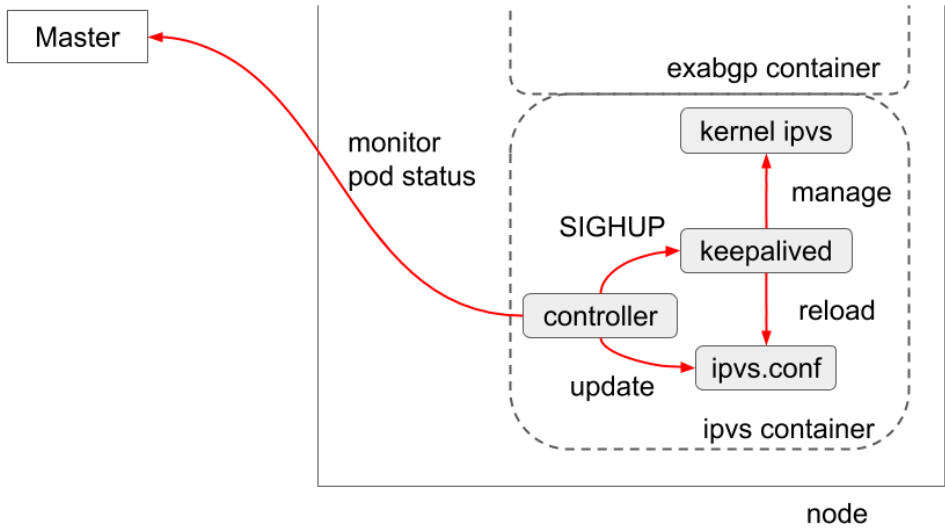 Master
exabgp container
kernel ipvs
monitor
pod status
manage
SIGHUP
keepalived
controller
reload
ipvs.conf
update
ipvs container
node